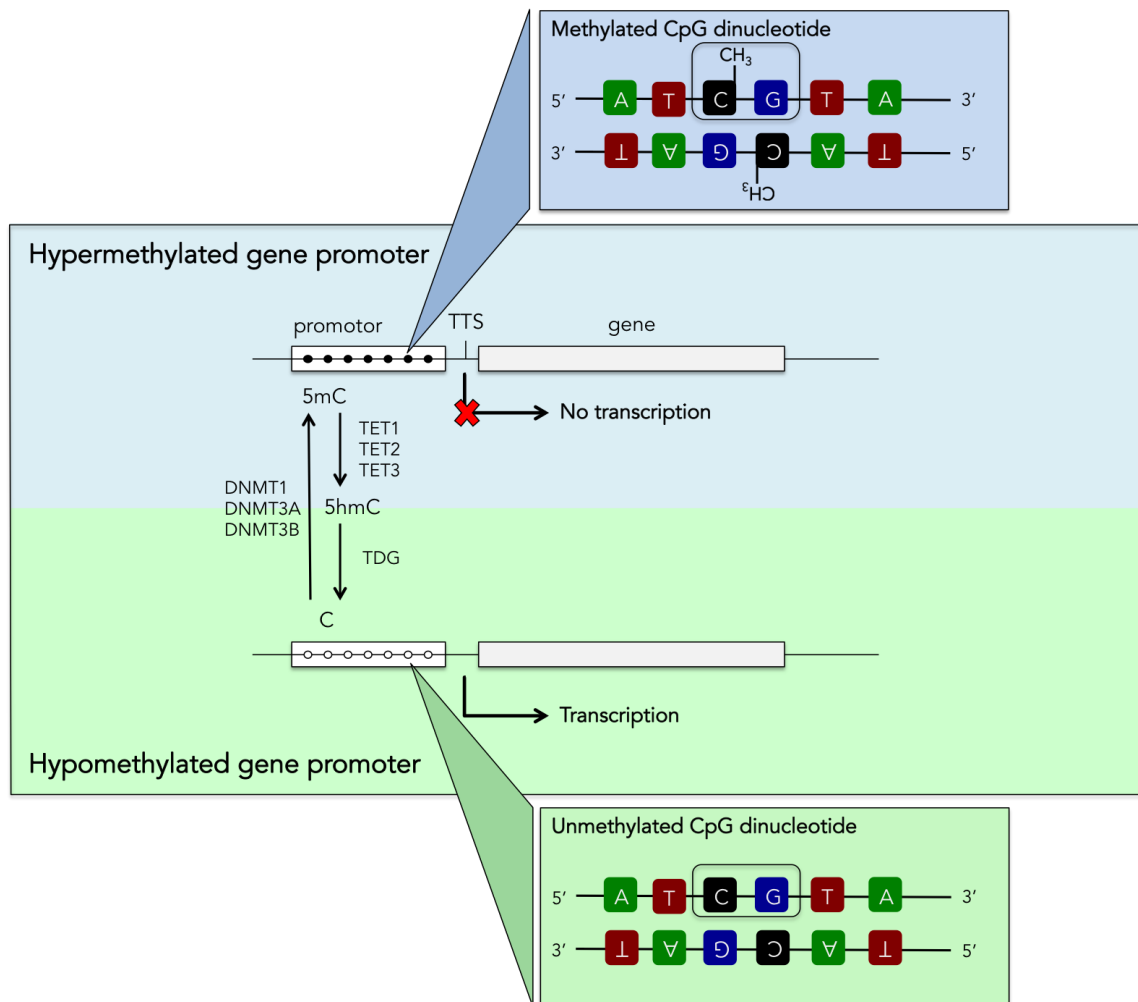 Methylated CpG dinucleotide
CH3
5’ A T C G T A 3’
3’ T A G C A T 5’
CH3
Hypermethylated gene promoter
promotor TTS gene
5mC
No transcription
TET1
TET2
TET3
DNMT1
DNMT3A
DNMT3B
5hmC
TDG
C
Transcription
Hypomethylated gene promoter
Unmethylated CpG dinucleotide
5’ A T C G T A 3’
3’ T A G C A T 5’